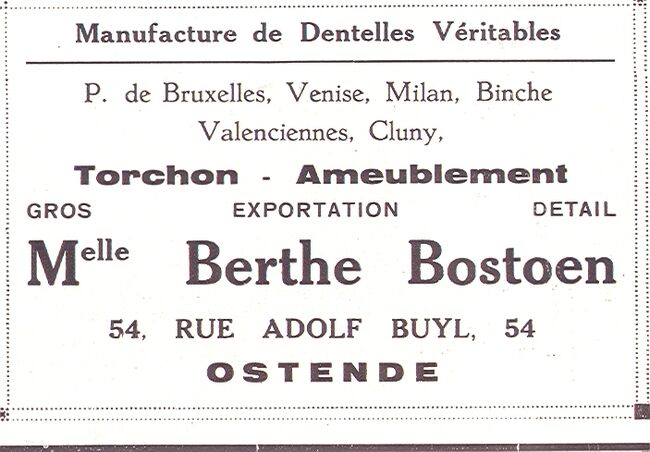 Manufacture de Dentelles Véritables
P. de Bruxelles, Venise, Milan, Binche
Valenciennes, Cluny,
Torchon - Ameublement
GROS EXPORTATION DETAIL
Melle Berthe Bostoen
54, RUE ADOLF BUYL, 54
OSTENDE